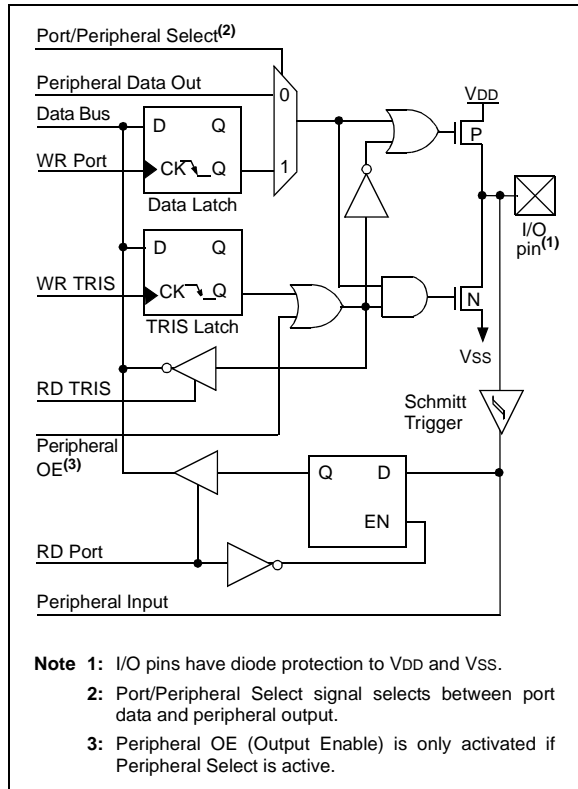 Port/Peripheral Select(2)
Peripheral Data Out
Data Bus
WR Port
WR TRIS
RD TRIS
Peripheral
OE(3)
RD Port
Peripheral Input
0
1
D Q
CK Q
Data Latch
D Q
CK Q
TRIS Latch
Q D
EN
VDD
P
N
VSS
I/O
pin(1)
Schmitt
Trigger
Note 1: I/O pins have diode protection to VDD and VSS.
2: Port/Peripheral Select signal selects between port
data and peripheral output.
3: Peripheral OE (Output Enable) is only activated if
Peripheral Select is active.